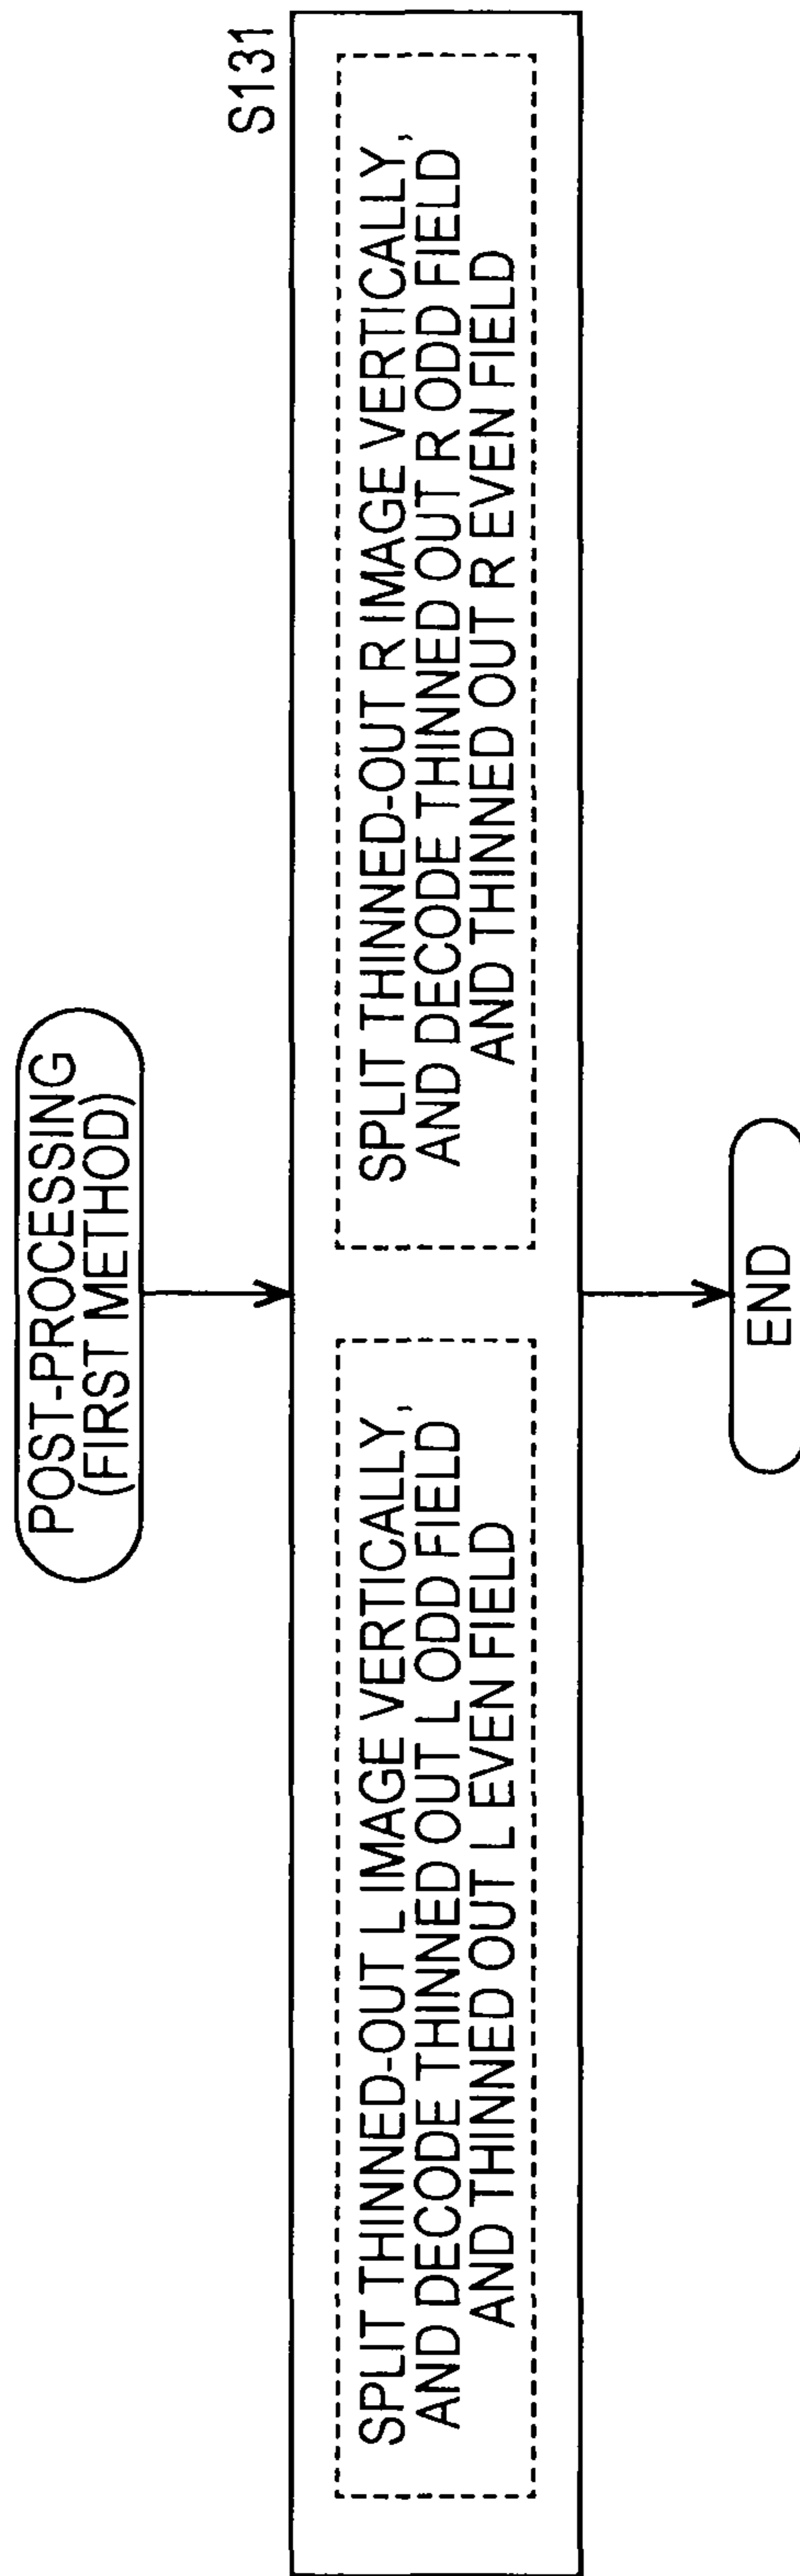 POST-PROCESSING
(FIRST METHOD)
S131
SPLIT THINNED-OUT L IMAGE VERTICALLY,
AND DECODE THINNED OUT L ODD FIELD
AND THINNED OUT L EVEN FIELD
SPLIT THINNED-OUT R IMAGE VERTICALLY,
AND DECODE THINNED OUT R ODD FIELD
AND THINNED OUT R EVEN FIELD
END